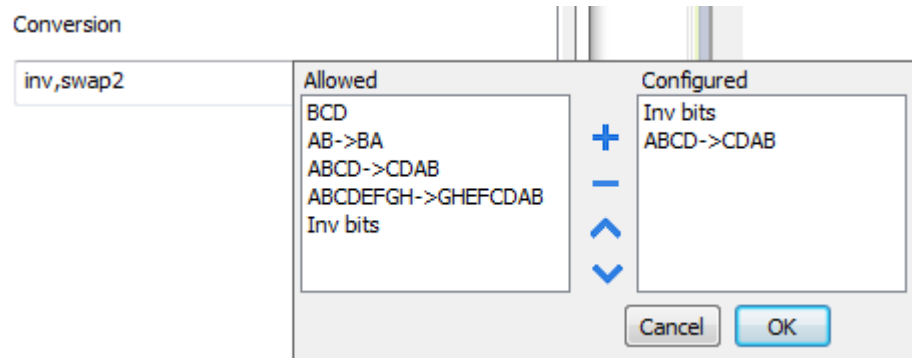 Conversion
inv,swap2
Allowed
BCD
AB->BA
ABCD->CDAB
ABCDEFGH->GHEFCDAB
Inv bits
Configured
Inv bits
ABCD->CDAB
Cancel
OK